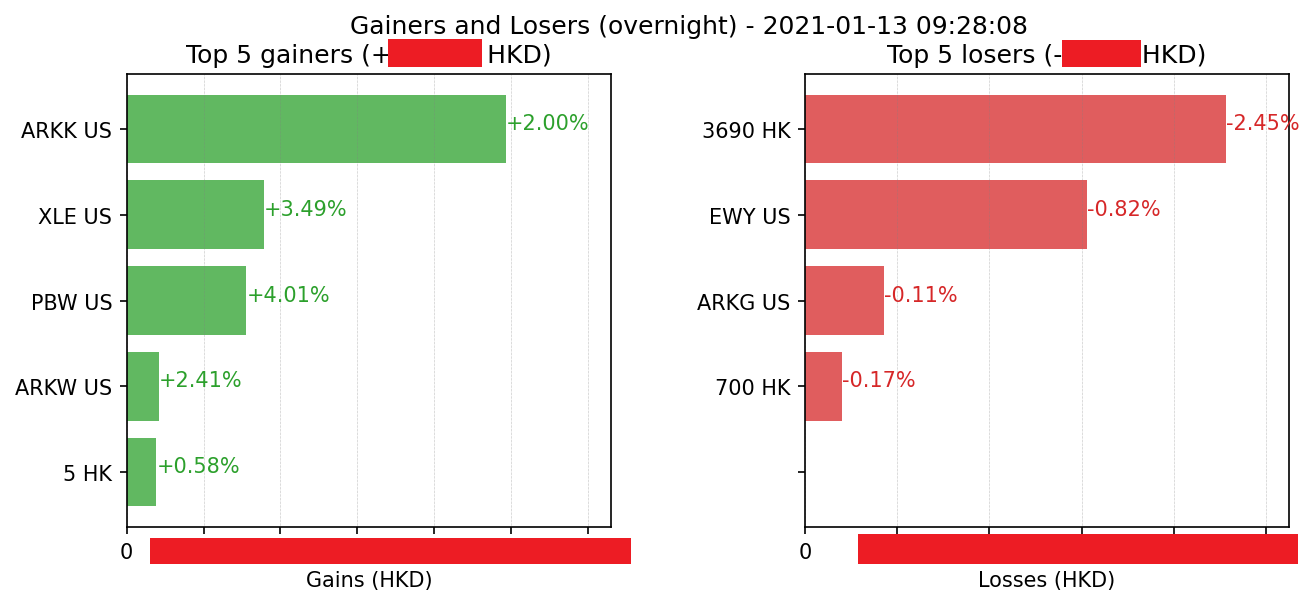 Gainers and Losers (overnight) - 2021-01-13 09:28:08
Top 5 gainers (+ HKD)
ARKK US +2.00%
XLE US +3.49%
PBW US +4.01%
ARKW US +2.41%
5 HK +0.58%
0
Gains (HKD)
Top 5 losers (- HKD)
3690 HK -2.45%
EWY US -0.82%
ARKG US -0.11%
700 HK -0.17%
0
Losses (HKD)